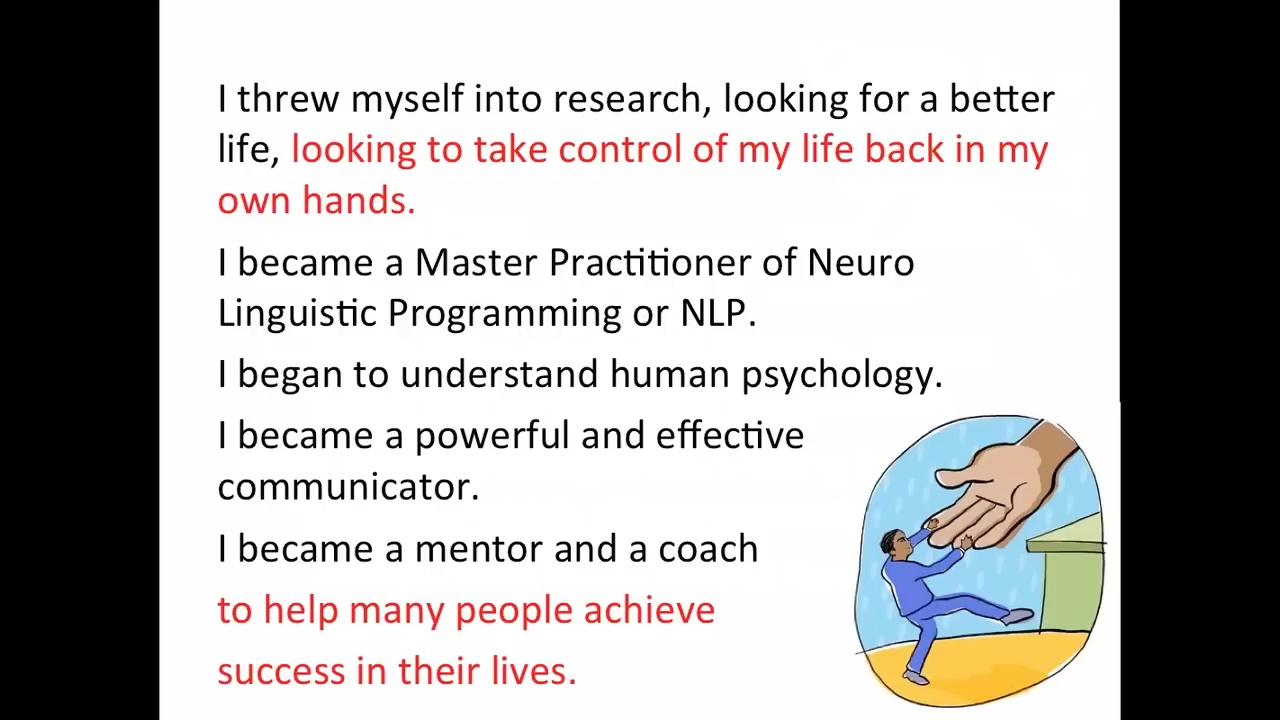 I threw myself into research, looking for a better
life, looking to take control of my life back in my
own hands.
I became a Master Practitioner of Neuro
Linguistic Programming or NLP.
I began to understand human psychology.
I became a powerful and effective
communicator.
I became a mentor and a coach
to help many people achieve
success in their lives.